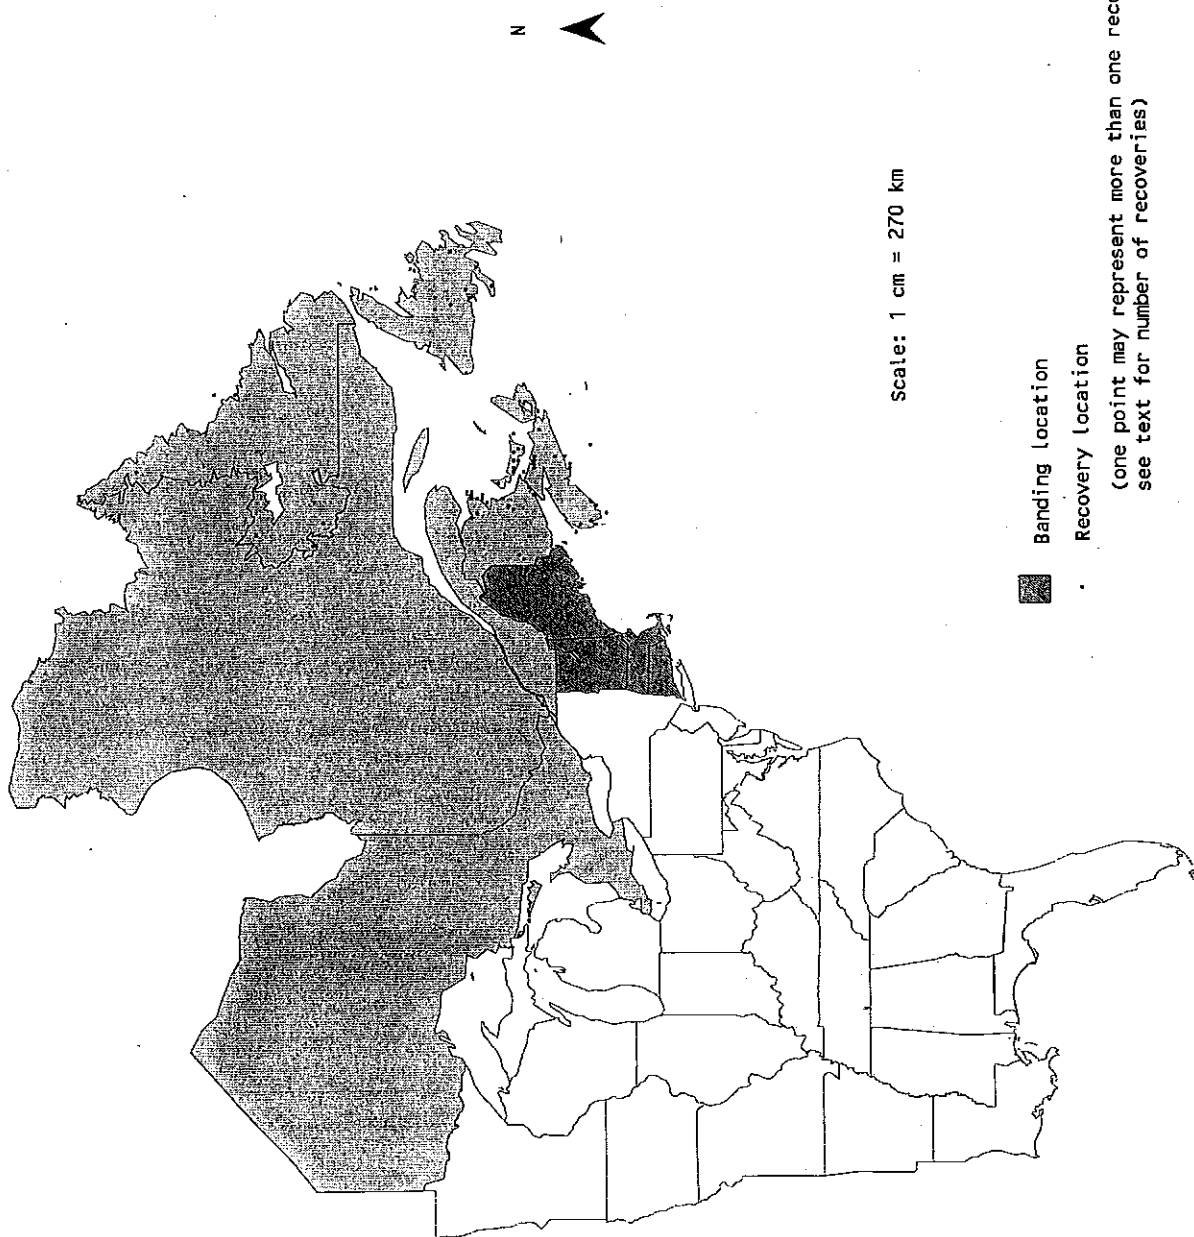 N
Scale: 1 cm = 270 km
Banding location
Recovery location
(one point may represent more than one reco
see text for number of recoveries)